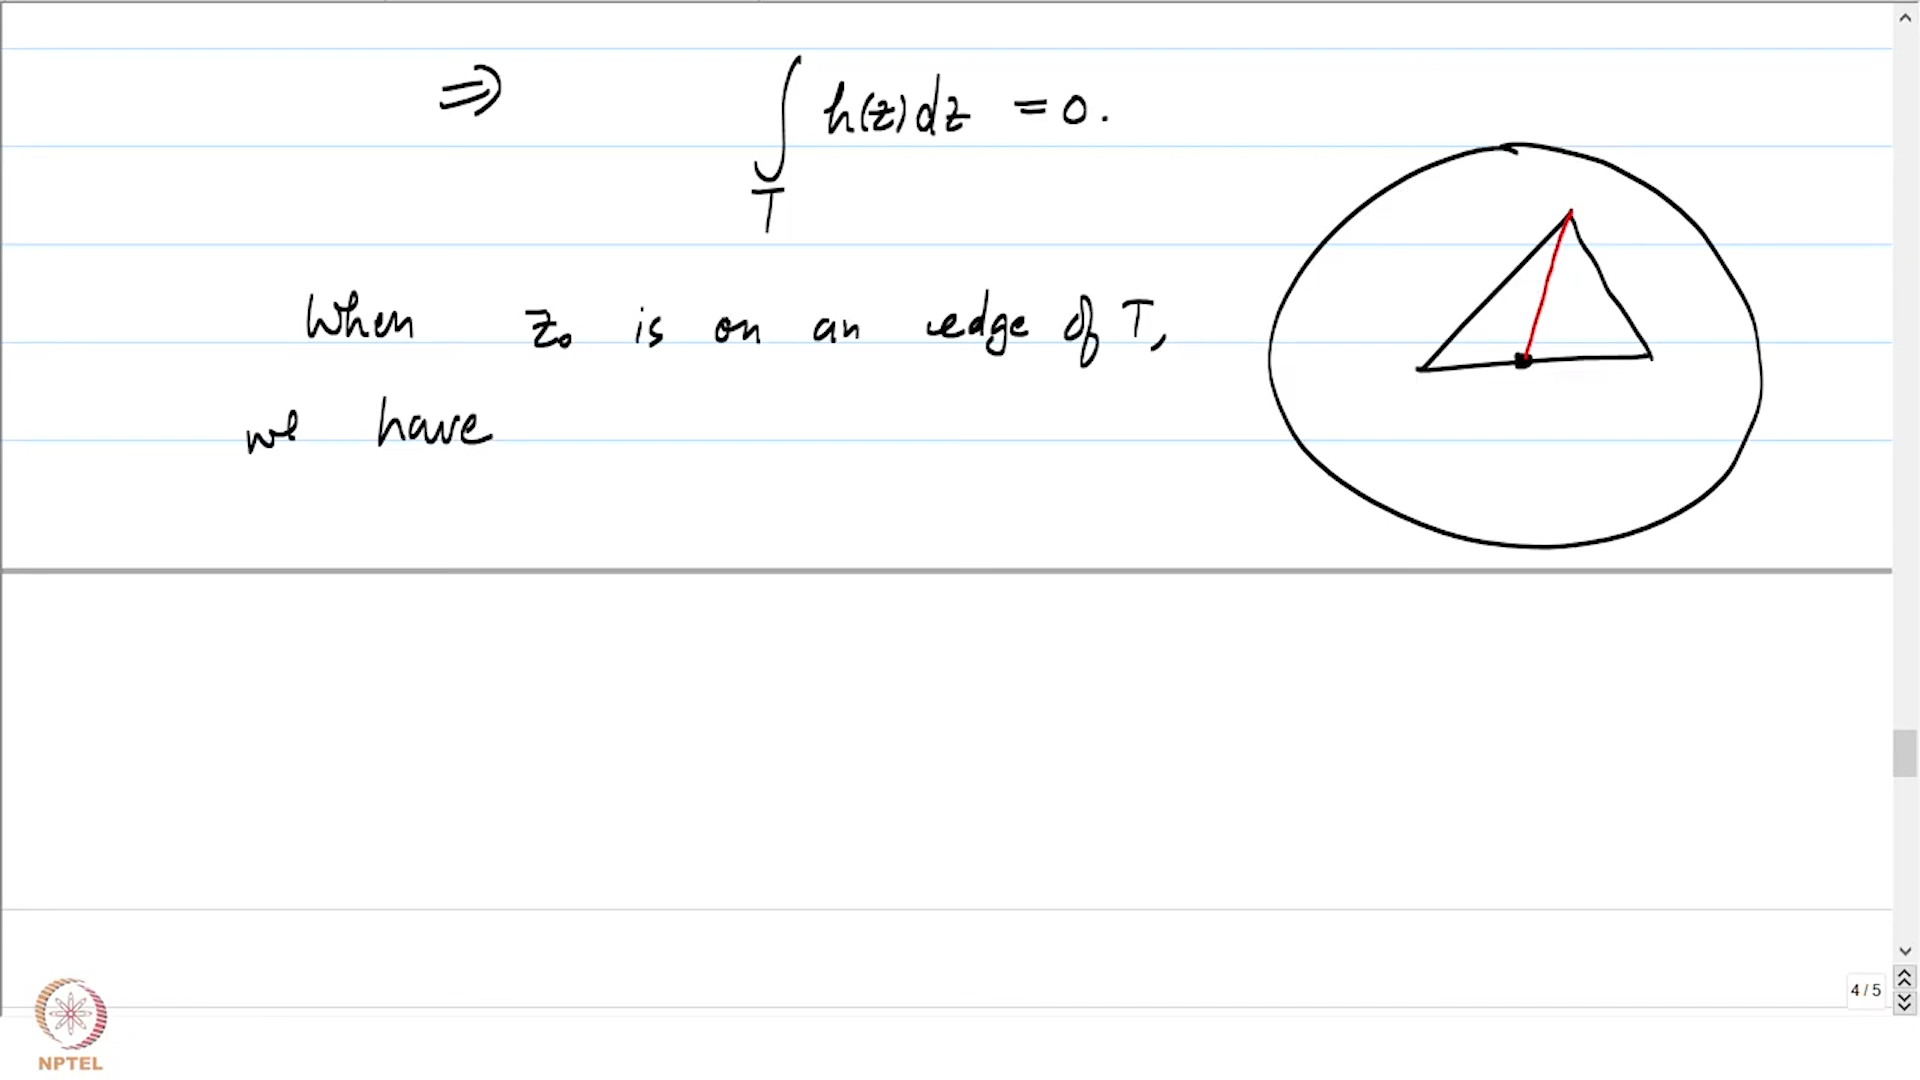 ⇒ ∫_T h(z)dz = 0.
When z₀ is on an edge of T,
we have
4 / 5
NPTEL